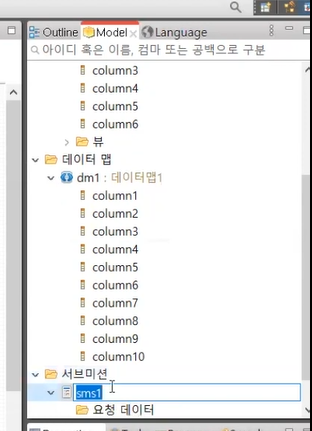 Outline Model Language
아이디 혹은 이름, 컴마 또는 공백으로 구분
column3
column4
column5
column6
뷰
데이터 맵
dm1 : 데이터맵1
column1
column2
column3
column4
column5
column6
column7
column8
column9
column10
서브미션
sms1
요청 데이터